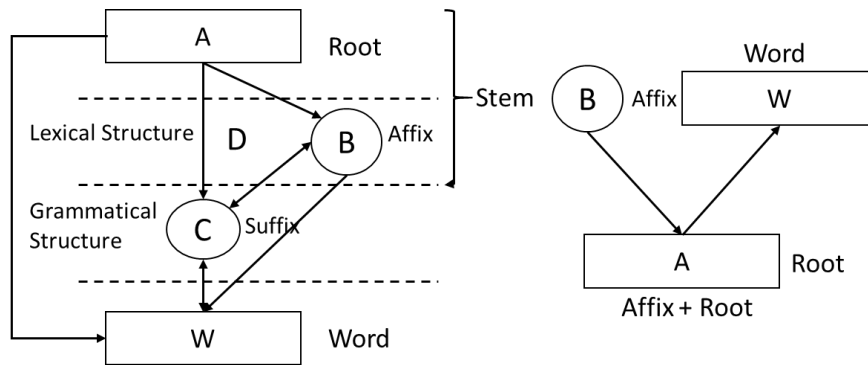 A
Root
Lexical Structure
D
B
Affix
Stem
Grammatical
Structure
C
Suffix
W
Word
Word
B
Affix
W
A
Root
Affix + Root